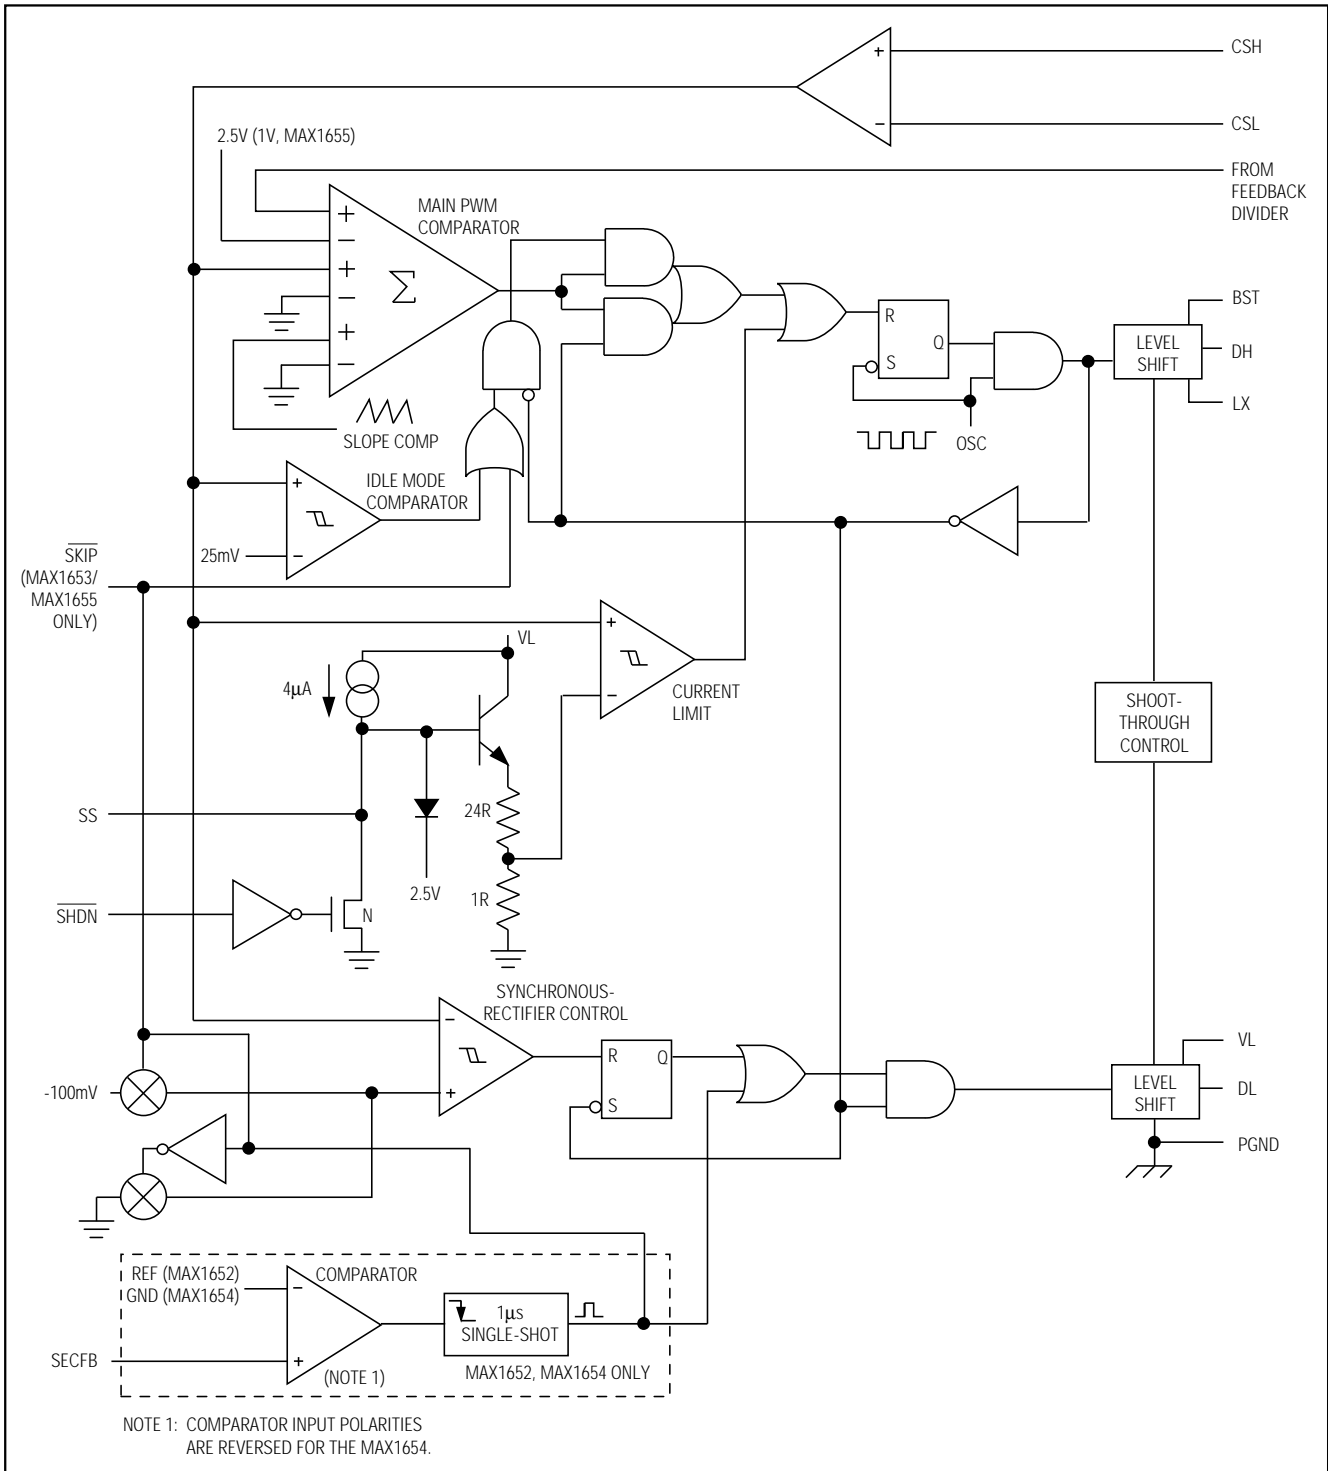 CSH
CSL
2.5V (1V, MAX1655)
FROM
FEEDBACK
DIVIDER
MAIN PWM
COMPARATOR
+
−
+
−
+
−
+
−
Σ
SLOPE COMP
R
Q
S
OSC
LEVEL
SHIFT
BST
DH
LX
IDLE MODE
COMPARATOR
+
−
25mV
SKIP
(MAX1653/
MAX1655
ONLY)
+
−
CURRENT
LIMIT
VL
4μA
SHOOT-
THROUGH
CONTROL
SS
24R
2.5V
1R
SHDN
N
SYNCHRONOUS-
RECTIFIER CONTROL
−
+
R
Q
S
-100mV
VL
LEVEL
SHIFT
DL
PGND
REF (MAX1652)
GND (MAX1654)
COMPARATOR
−
+
1μs
SINGLE-SHOT
SECFB
(NOTE 1)
MAX1652, MAX1654 ONLY
NOTE 1: COMPARATOR INPUT POLARITIES
ARE REVERSED FOR THE MAX1654.